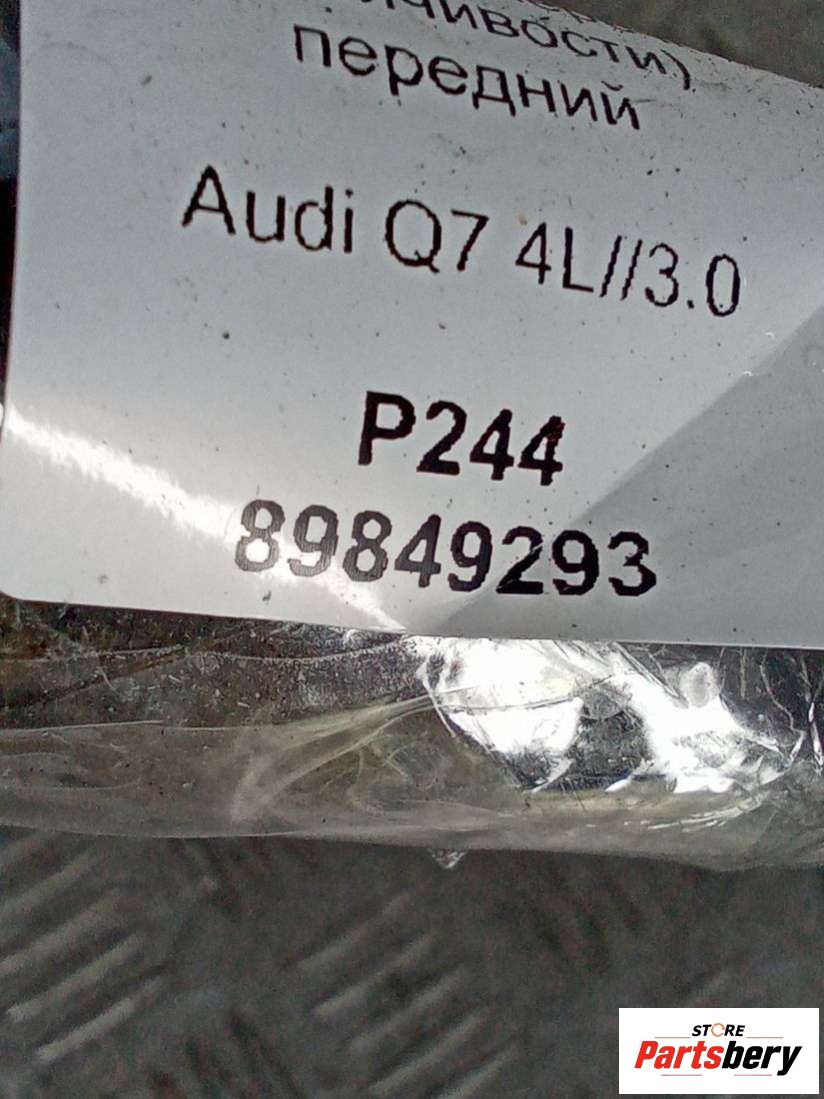 передний
Audi Q7 4L//3.0
P244
89849293
STORE
Partsbery